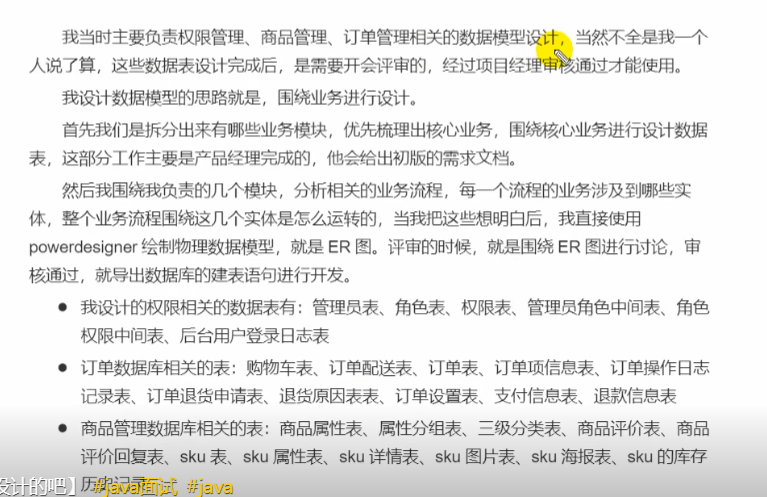 我当时主要负责权限管理、商品管理、订单管理相关的数据模型设计，当然不全是我一个
人说了算，这些数据表设计完成后，是需要开会评审的，经过项目经理审核通过才能使用。
我设计数据模型的思路就是，围绕业务进行设计。
首先我们是拆分出来有哪些业务模块，优先梳理出核心业务，围绕核心业务进行设计数据
表，这部分工作主要是产品经理完成的，他会给出初版的需求文档。
然后我围绕我负责的几个模块，分析相关的业务流程，每一个流程的业务涉及到哪些实
体，整个业务流程围绕这几个实体是怎么运转的，当我把这些想明白后，我直接使用
powerdesigner 绘制物理数据模型，就是 ER 图。评审的时候，就是围绕 ER 图进行讨论，审
核通过，就导出数据库的建表语句进行开发。
● 我设计的权限相关的数据表有：管理员表、角色表、权限表、管理员角色中间表、角色
权限中间表、后台用户登录日志表
● 订单数据库相关的表：购物车表、订单配送表、订单表、订单项信息表、订单操作日志
记录表、订单退货申请表、退货原因表表、订单设置表、支付信息表、退款信息表
● 商品管理数据库相关的表：商品属性表、属性分组表、三级分类表、商品评价表、商品
评价回复表、sku 表、sku 属性表、sku 详情表、sku 图片表、sku 海报表、sku 的库存
历史记录
设计的吧】 #java面试 #java